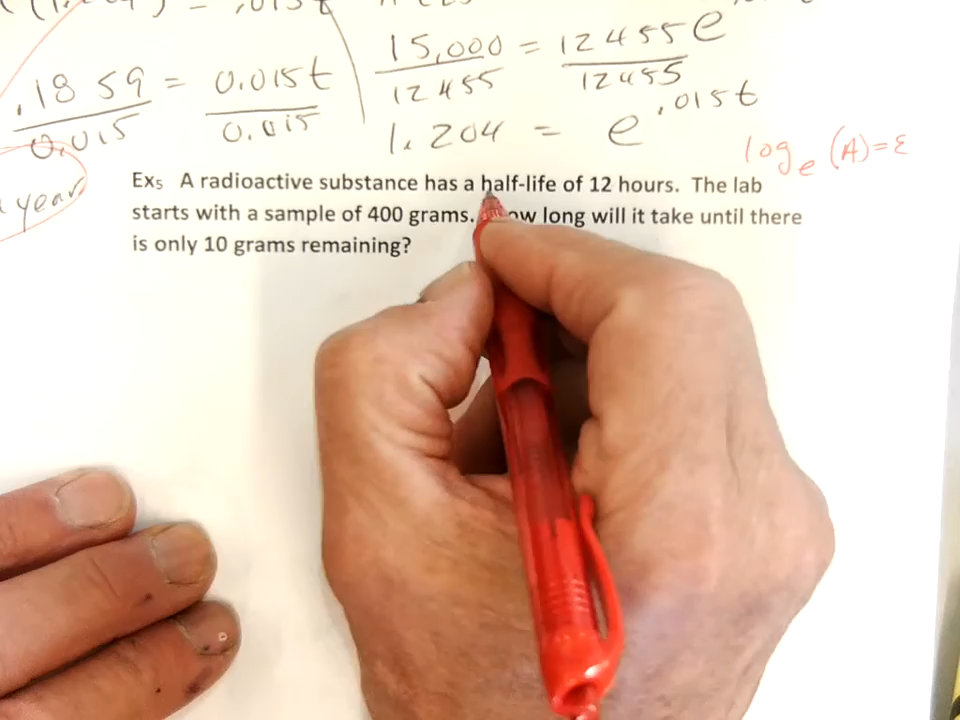 .1859 = 0.015t
0.015 0.015
15,000 = 12455e
12455 12455
1.204 = e^.015t
log_e (A)=ε
year
Ex5 A radioactive substance has a half-life of 12 hours. The lab
starts with a sample of 400 grams. How long will it take until there
is only 10 grams remaining?